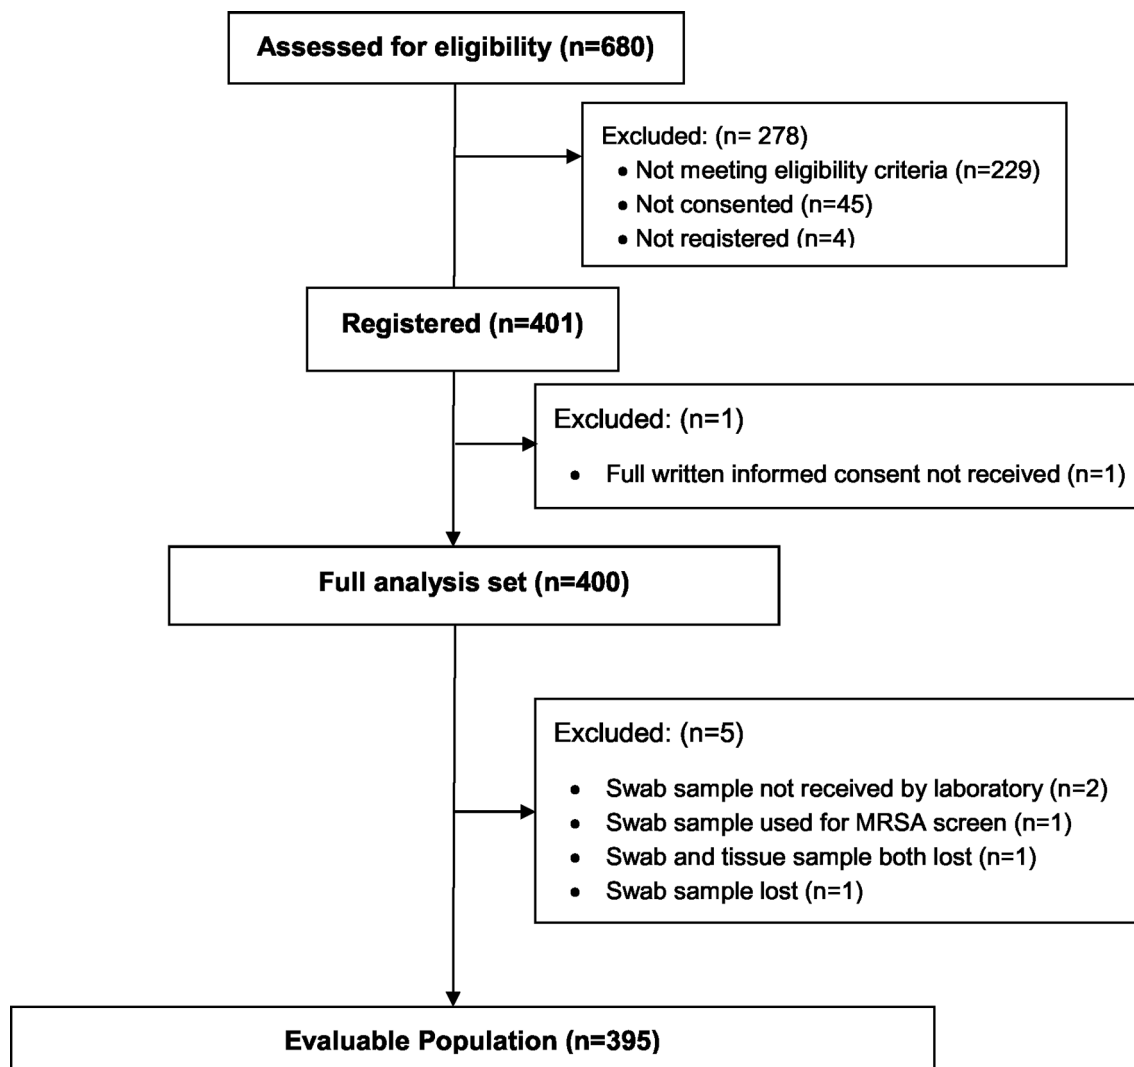 Assessed for eligibility (n=680)
Excluded: (n= 278)
• Not meeting eligibility criteria (n=229)
• Not consented (n=45)
• Not registered (n=4)
Registered (n=401)
Excluded: (n=1)
• Full written informed consent not received (n=1)
Full analysis set (n=400)
Excluded: (n=5)
• Swab sample not received by laboratory (n=2)
• Swab sample used for MRSA screen (n=1)
• Swab and tissue sample both lost (n=1)
• Swab sample lost (n=1)
Evaluable Population (n=395)